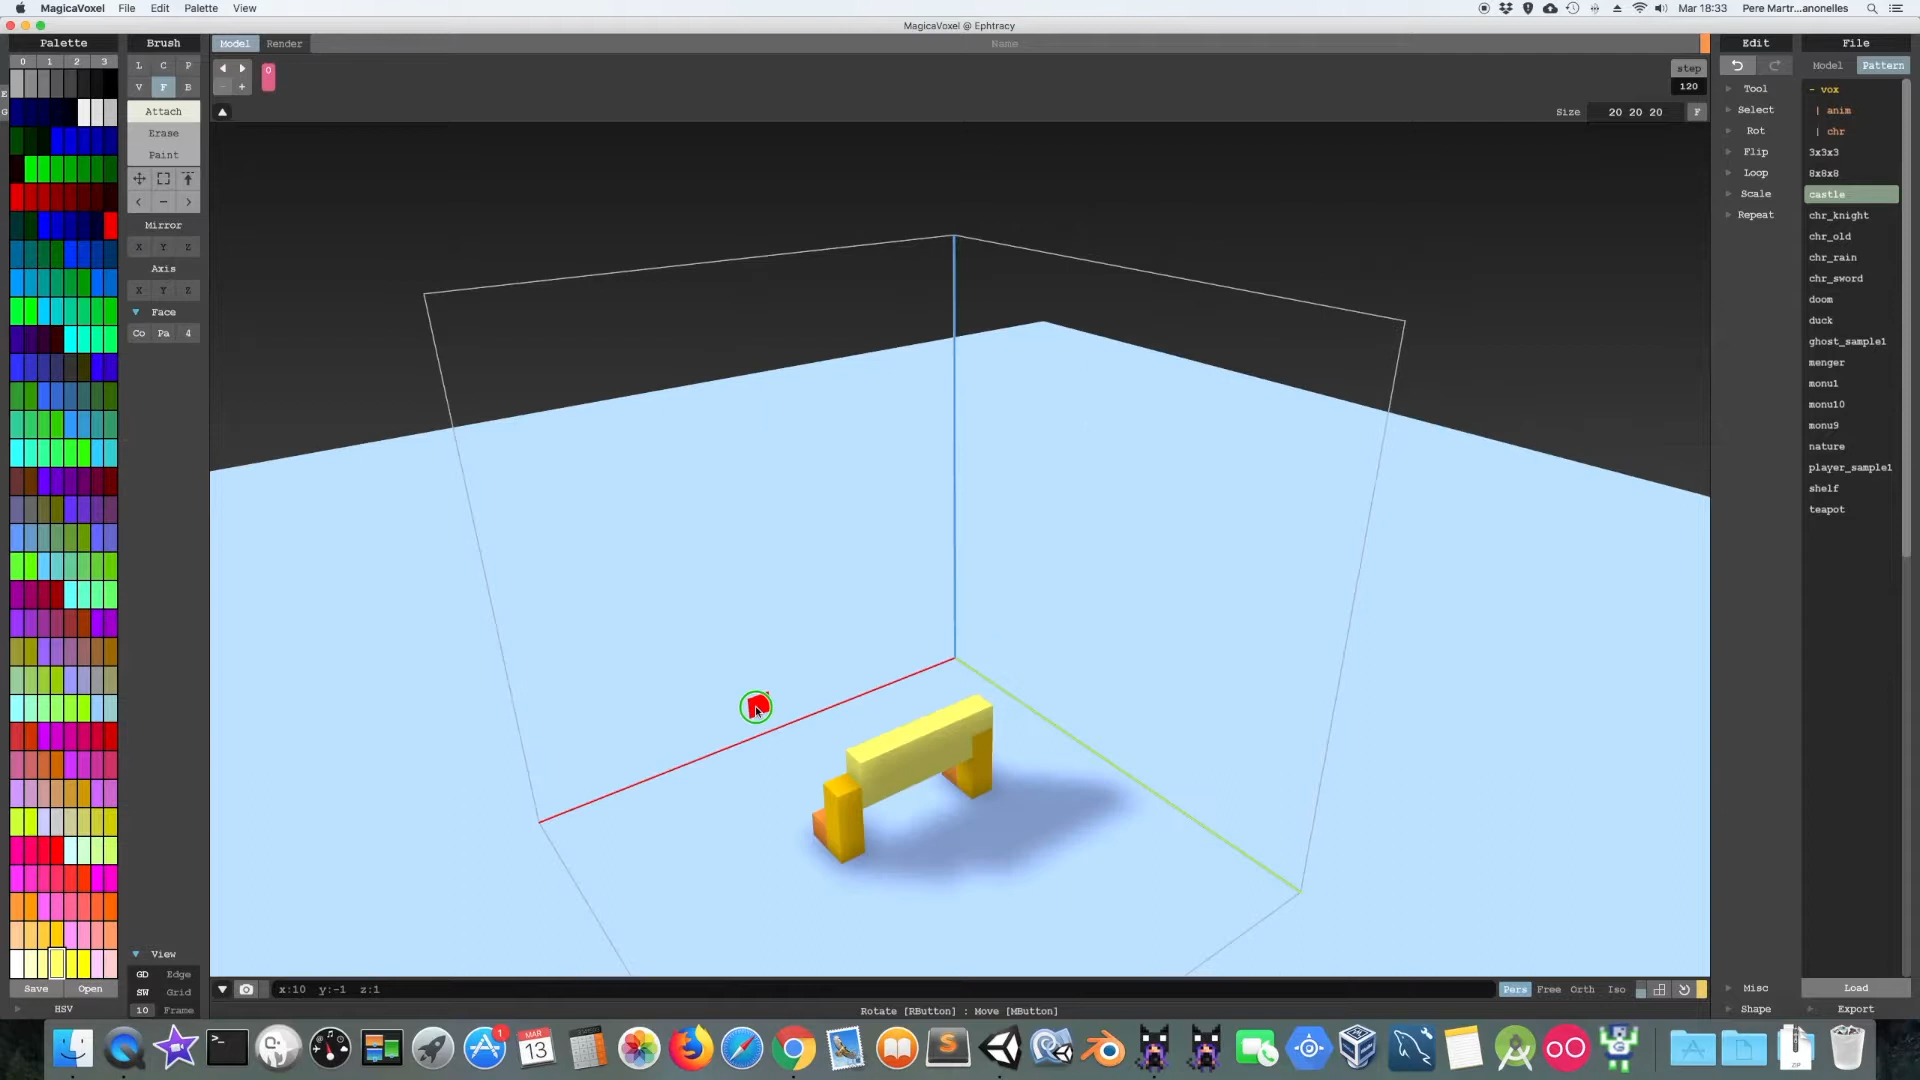 MagicaVoxel File Edit Palette View
Mar 18:33 Pere Martr...anonelles
MagicaVoxel @ Ephtracy
Palette
0 1 2 3
Save Open
HSV
Brush
L C P
V F B
Attach
Erase
Paint
< − >
Mirror
X Y Z
Axis
X Y Z
Face
Co Pa 4
View
GD Edge
SW Grid
10 Frame
E
G
Model Render
Name
0
- +
step
120
Size 20 20 20 F
x:10 y:-1 z:1
Pers Free Orth Iso
Rotate [RButton] : Move [MButton]
Edit
Tool
Select
Rot
Flip
Loop
Scale
Repeat
Misc
Shape
File
Model Pattern
- vox
| anim
| chr
3x3x3
8x8x8
castle
chr_knight
chr_old
chr_rain
chr_sword
doom
duck
ghost_sample1
menger
monu1
monu10
monu9
nature
player_sample1
shelf
teapot
Load
Export
1
MAR
13
ZIP